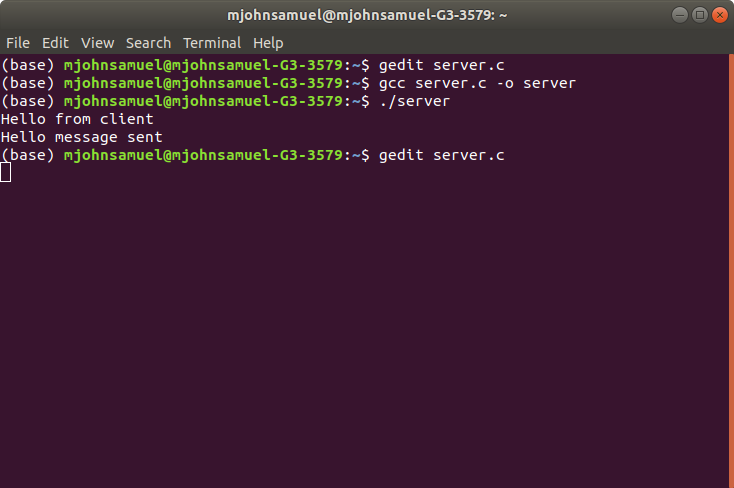 mjohnsamuel@mjohnsamuel-G3-3579: ~
File Edit View Search Terminal Help
(base) mjohnsamuel@mjohnsamuel-G3-3579:~$ gedit server.c
(base) mjohnsamuel@mjohnsamuel-G3-3579:~$ gcc server.c -o server
(base) mjohnsamuel@mjohnsamuel-G3-3579:~$ ./server
Hello from client
Hello message sent
(base) mjohnsamuel@mjohnsamuel-G3-3579:~$ gedit server.c